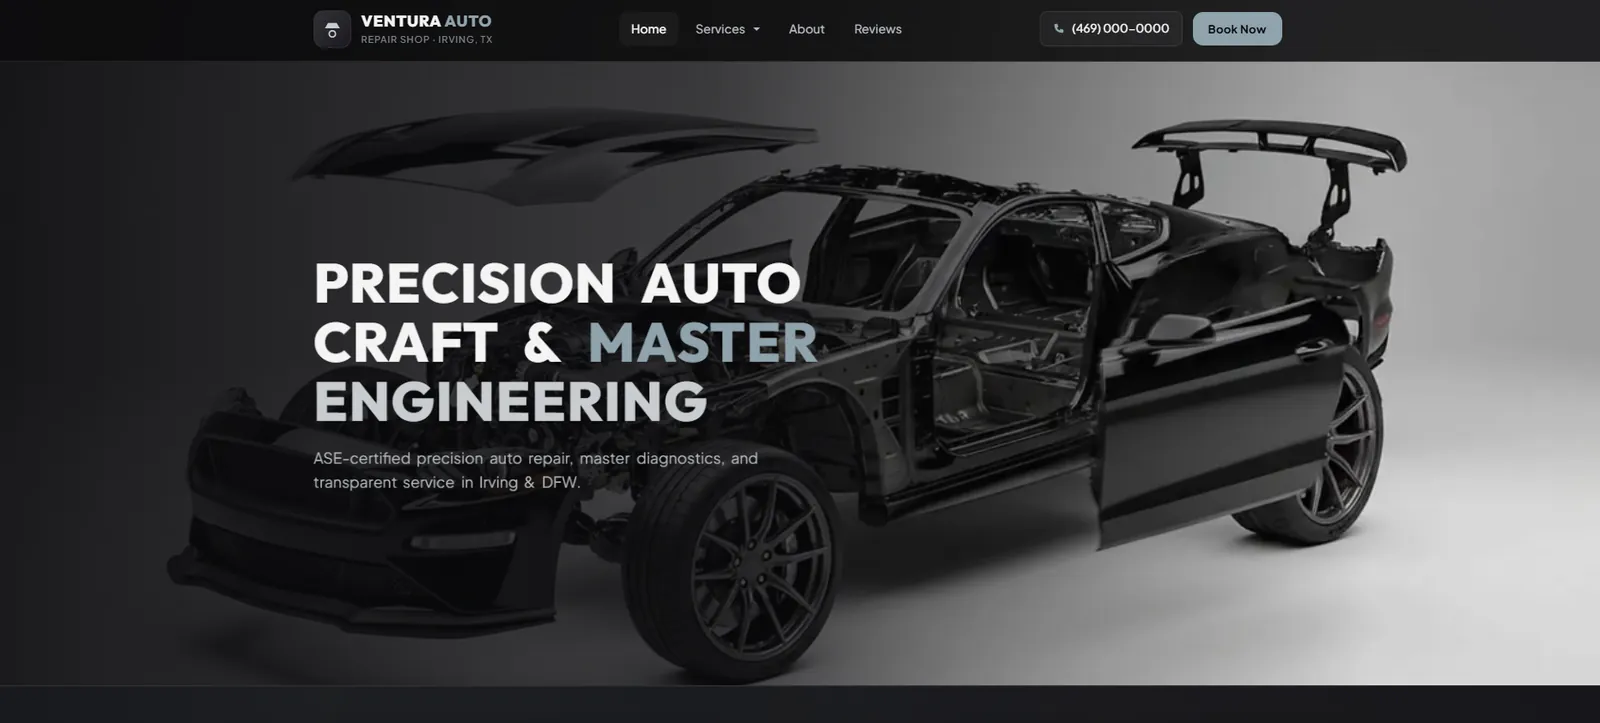 VENTURA AUTO
REPAIR SHOP - IRVING, TX
Home
Services
About
Reviews
(469) 000-0000
Book Now
PRECISION AUTO
CRAFT & MASTER
ENGINEERING
ASE-certified precision auto repair, master diagnostics, and
transparent service in Irving & DFW.